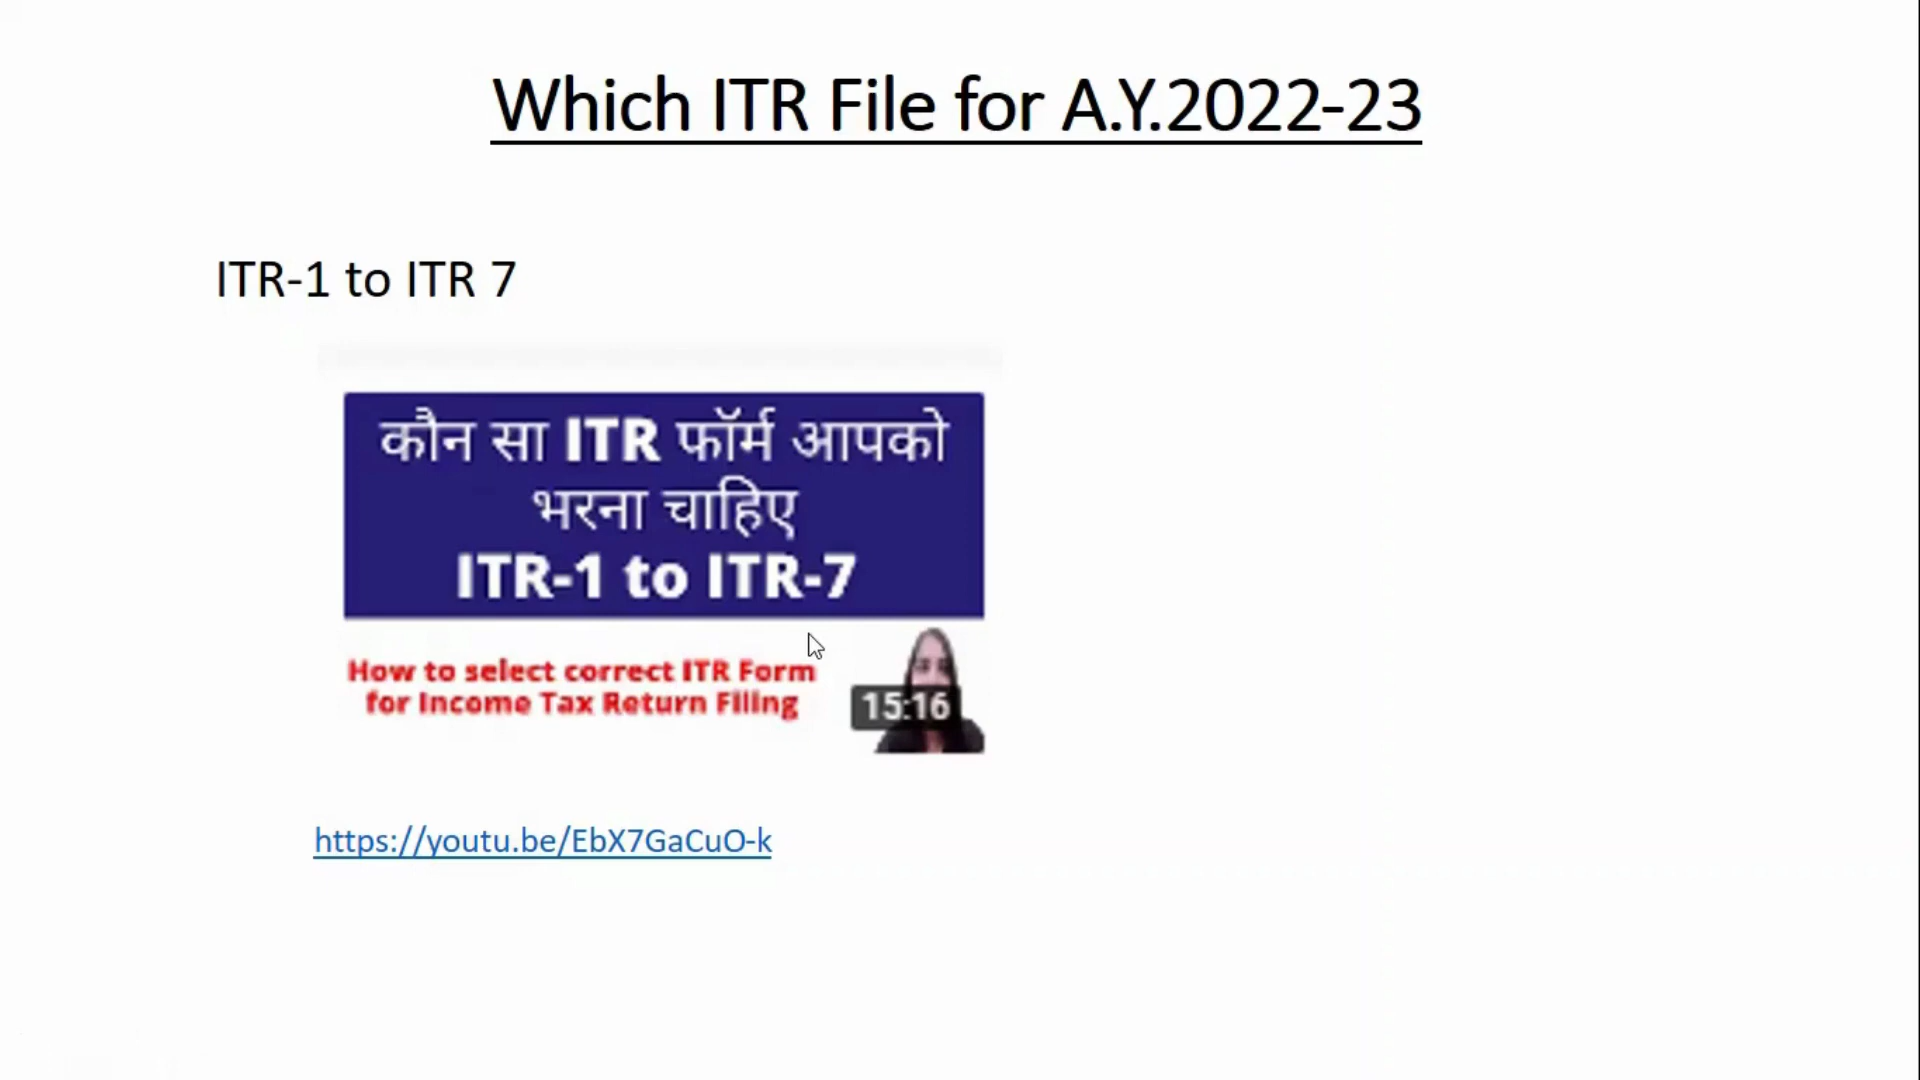 Which ITR File for A.Y.2022-23
ITR-1 to ITR 7
कौन सा ITR फॉर्म आपको
भरना चाहिए
ITR-1 to ITR-7
How to select correct ITR Form
for Income Tax Return Filing
15:16
https://youtu.be/EbX7GaCuO-k